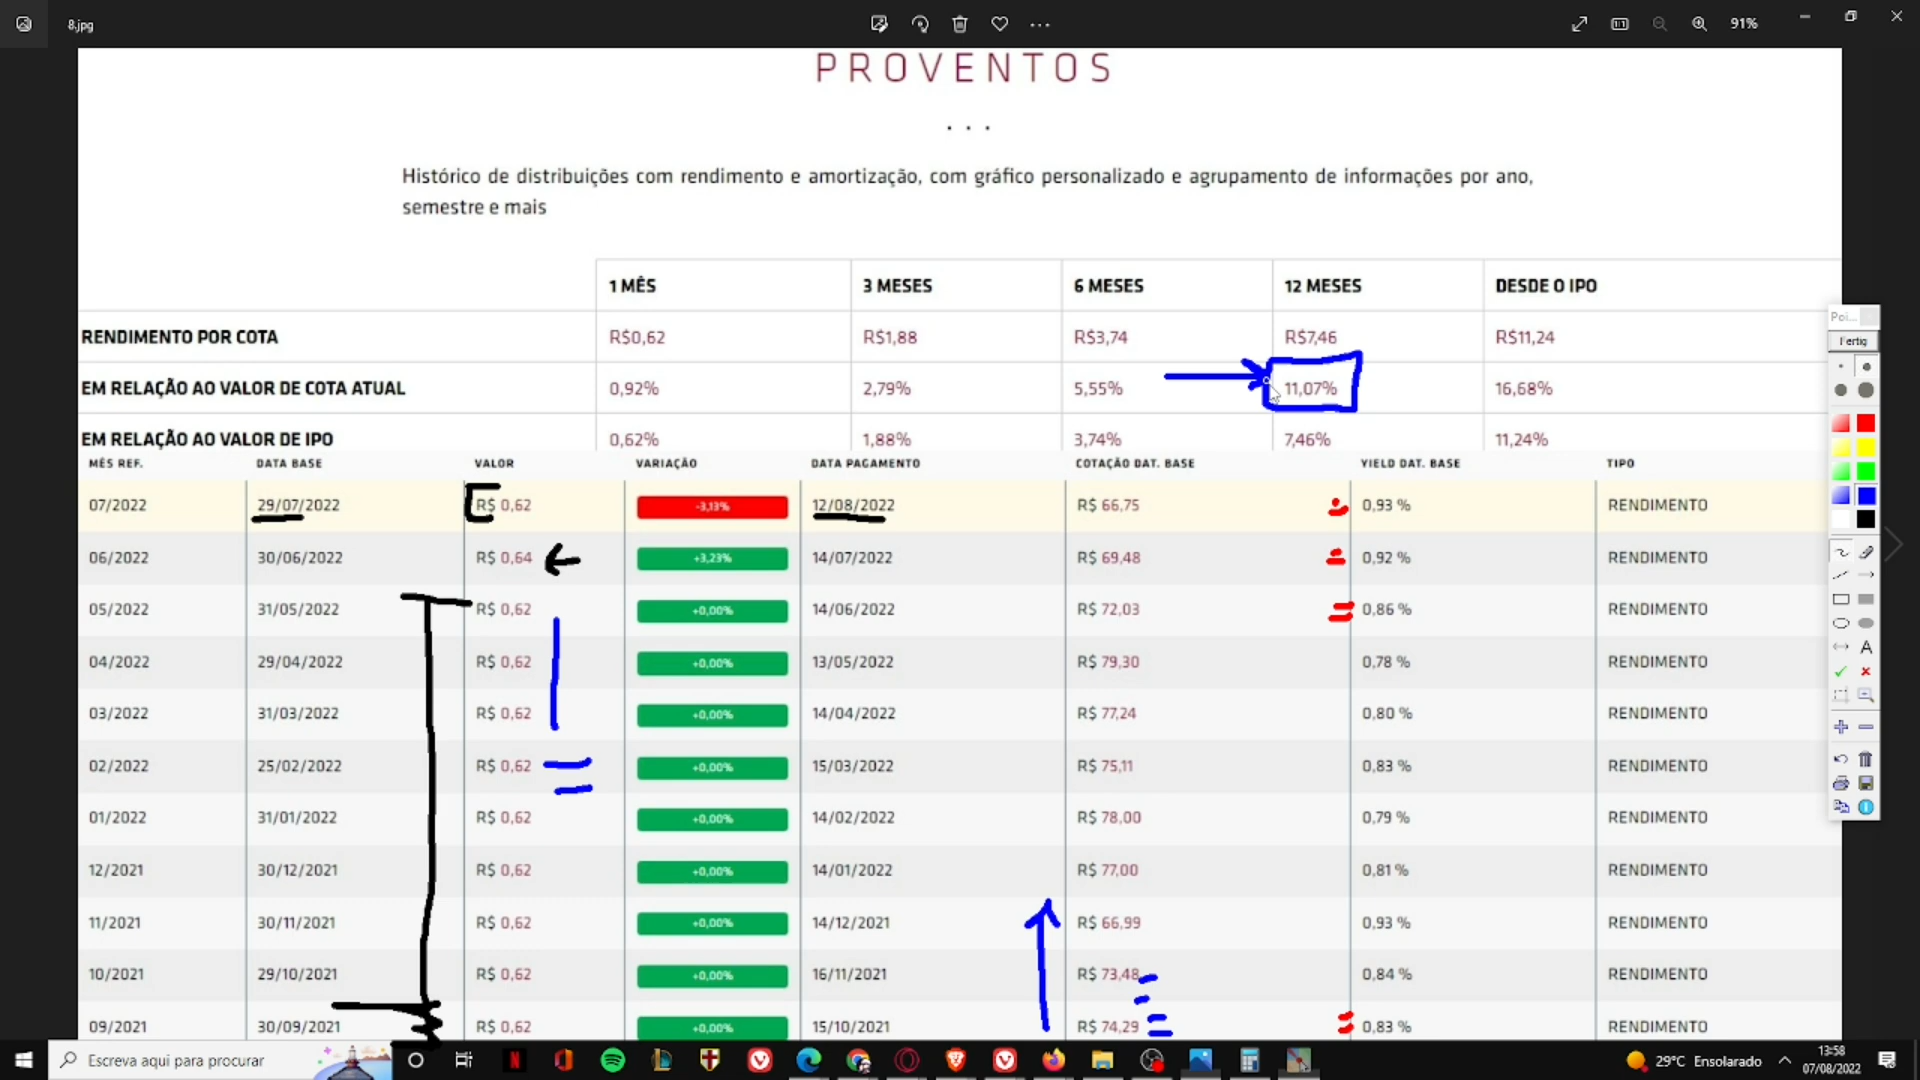 8.jpg
91%
PROVENTOS
...
Histórico de distribuições com rendimento e amortização, com gráfico personalizado e agrupamento de informações por ano,
semestre e mais
1 MÊS 3 MESES 6 MESES 12 MESES DESDE O IPO
RENDIMENTO POR COTA R$0,62 R$1,88 R$3,74 R$7,46 R$11,24
EM RELAÇÃO AO VALOR DE COTA ATUAL 0,92% 2,79% 5,55% 11,07% 16,68%
EM RELAÇÃO AO VALOR DE IPO 0,62% 1,88% 3,74% 7,46% 11,24%
MÊS REF. DATA BASE VALOR VARIAÇÃO DATA PAGAMENTO COTAÇÃO DAT. BASE YIELD DAT. BASE TIPO
07/2022 29/07/2022 R$ 0,62 -3,13% 12/08/2022 R$ 66,75 0,93 % RENDIMENTO
06/2022 30/06/2022 R$ 0,64 +3,23% 14/07/2022 R$ 69,48 0,92 % RENDIMENTO
05/2022 31/05/2022 R$ 0,62 +0,00% 14/06/2022 R$ 72,03 0,86 % RENDIMENTO
04/2022 29/04/2022 R$ 0,62 +0,00% 13/05/2022 R$ 79,30 0,78 % RENDIMENTO
03/2022 31/03/2022 R$ 0,62 +0,00% 14/04/2022 R$ 77,24 0,80 % RENDIMENTO
02/2022 25/02/2022 R$ 0,62 +0,00% 15/03/2022 R$ 75,11 0,83 % RENDIMENTO
01/2022 31/01/2022 R$ 0,62 +0,00% 14/02/2022 R$ 78,00 0,79 % RENDIMENTO
12/2021 30/12/2021 R$ 0,62 +0,00% 14/01/2022 R$ 77,00 0,81 % RENDIMENTO
11/2021 30/11/2021 R$ 0,62 +0,00% 14/12/2021 R$ 66,99 0,93 % RENDIMENTO
10/2021 29/10/2021 R$ 0,62 +0,00% 16/11/2021 R$ 73,48 0,84 % RENDIMENTO
09/2021 30/09/2021 R$ 0,62 +0,00% 15/10/2021 R$ 74,29 0,83 % RENDIMENTO
Poi...
Fertig
A
Escreva aqui para procurar
29°C Ensolarado
13:58
07/08/2022